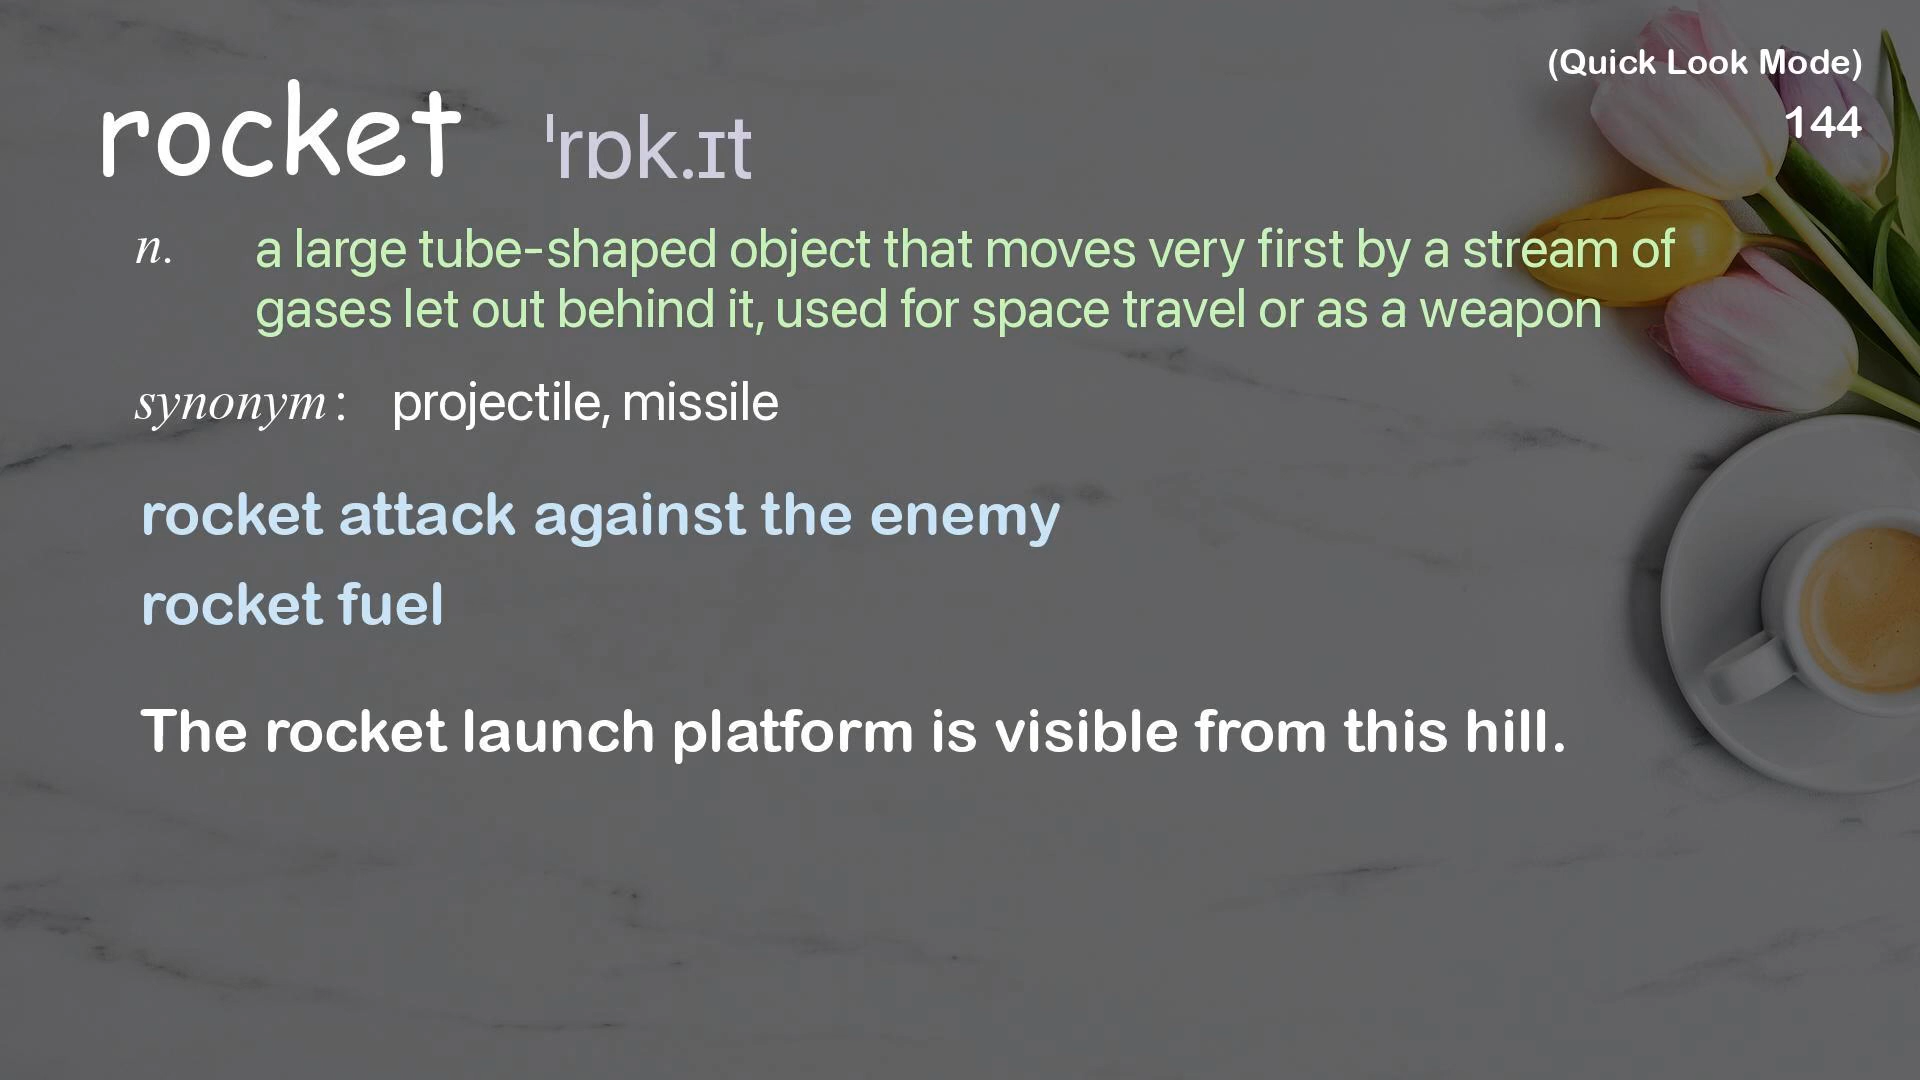 (Quick Look Mode)
144
rocket ˈrɒk.ɪt
n. a large tube-shaped object that moves very first by a stream of
gases let out behind it, used for space travel or as a weapon
synonym: projectile, missile
rocket attack against the enemy
rocket fuel
The rocket launch platform is visible from this hill.